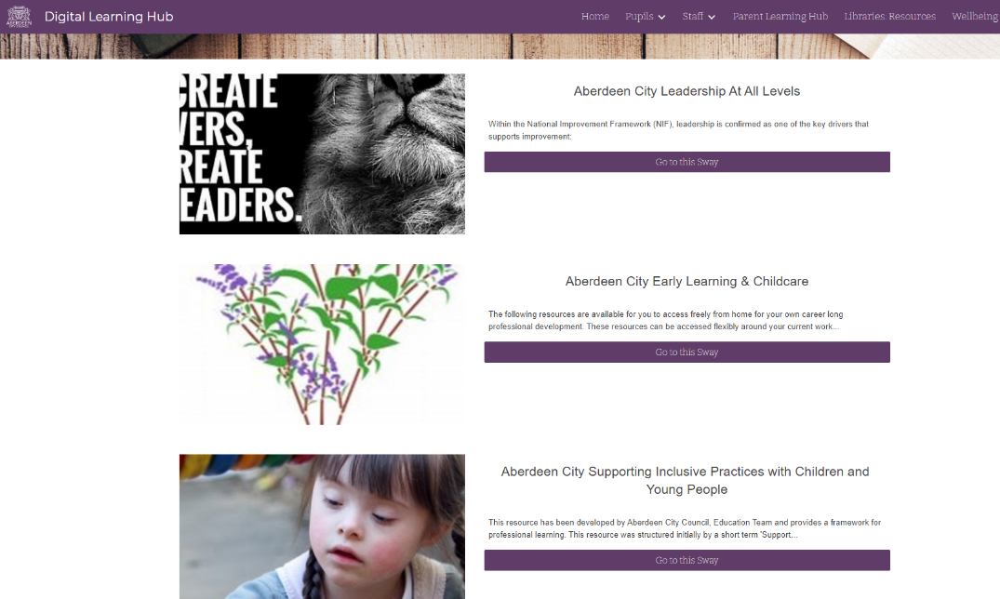 ABERDEEN
Digital Learning Hub
Home Pupils Staff Parent Learning Hub Libraries: Resources Wellbeing
CREATE
VERS,
REATE
EADERS.
Aberdeen City Leadership At All Levels
Within the National Improvement Framework (NIF), leadership is confirmed as one of the key drivers that
supports improvement:
Go to this Sway
Aberdeen City Early Learning & Childcare
The following resources are available for you to access freely from home for your own career long
professional development. These resources can be accessed flexibly around your current work...
Go to this Sway
Aberdeen City Supporting Inclusive Practices with Children and
Young People
This resource has been developed by Aberdeen City Council, Education Team and provides a framework for
professional learning. This resource was structured initially by a short term 'Support...
Go to this Sway